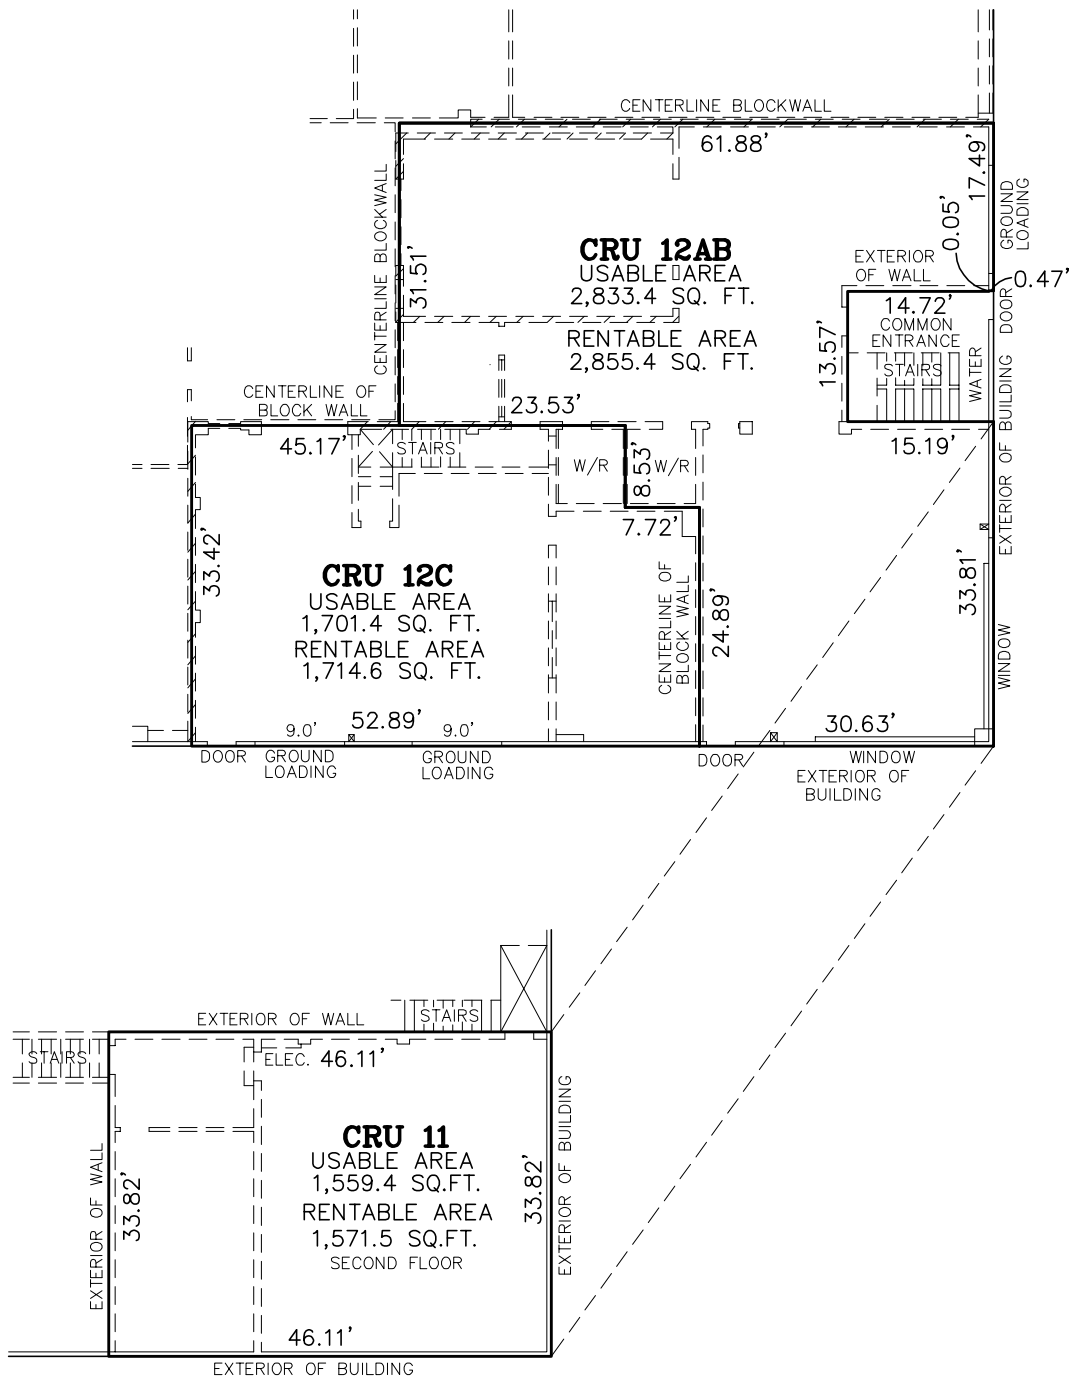 CENTERLINE BLOCKWALL
61.88'
17.49'
GROUND
LOADING
CENTERLINE BLOCKWALL
31.51'
CRU 12AB
USABLE AREA
2,833.4 SQ. FT.
RENTABLE AREA
2,855.4 SQ. FT.
0.05'
EXTERIOR
OF WALL
0.47'
DOOR
14.72'
COMMON
ENTRANCE
STAIRS
WATER
13.57'
EXTERIOR OF BUILDING
CENTERLINE OF
BLOCK WALL
23.53'
45.17'
STAIRS
W/R
8.53'
W/R
15.19'
7.72'
33.42'
CRU 12C
USABLE AREA
1,701.4 SQ. FT.
RENTABLE AREA
1,714.6 SQ. FT.
CENTERLINE OF
BLOCK WALL
24.89'
33.81'
WINDOW
9.0'
52.89'
9.0'
30.63'
DOOR
GROUND
LOADING
GROUND
LOADING
DOOR
WINDOW
EXTERIOR OF
BUILDING
EXTERIOR OF WALL
STAIRS
STAIRS
ELEC.
46.11'
CRU 11
USABLE AREA
1,559.4 SQ.FT.
RENTABLE AREA
1,571.5 SQ.FT.
SECOND FLOOR
EXTERIOR OF WALL
33.82'
33.82'
EXTERIOR OF BUILDING
46.11'
EXTERIOR OF BUILDING